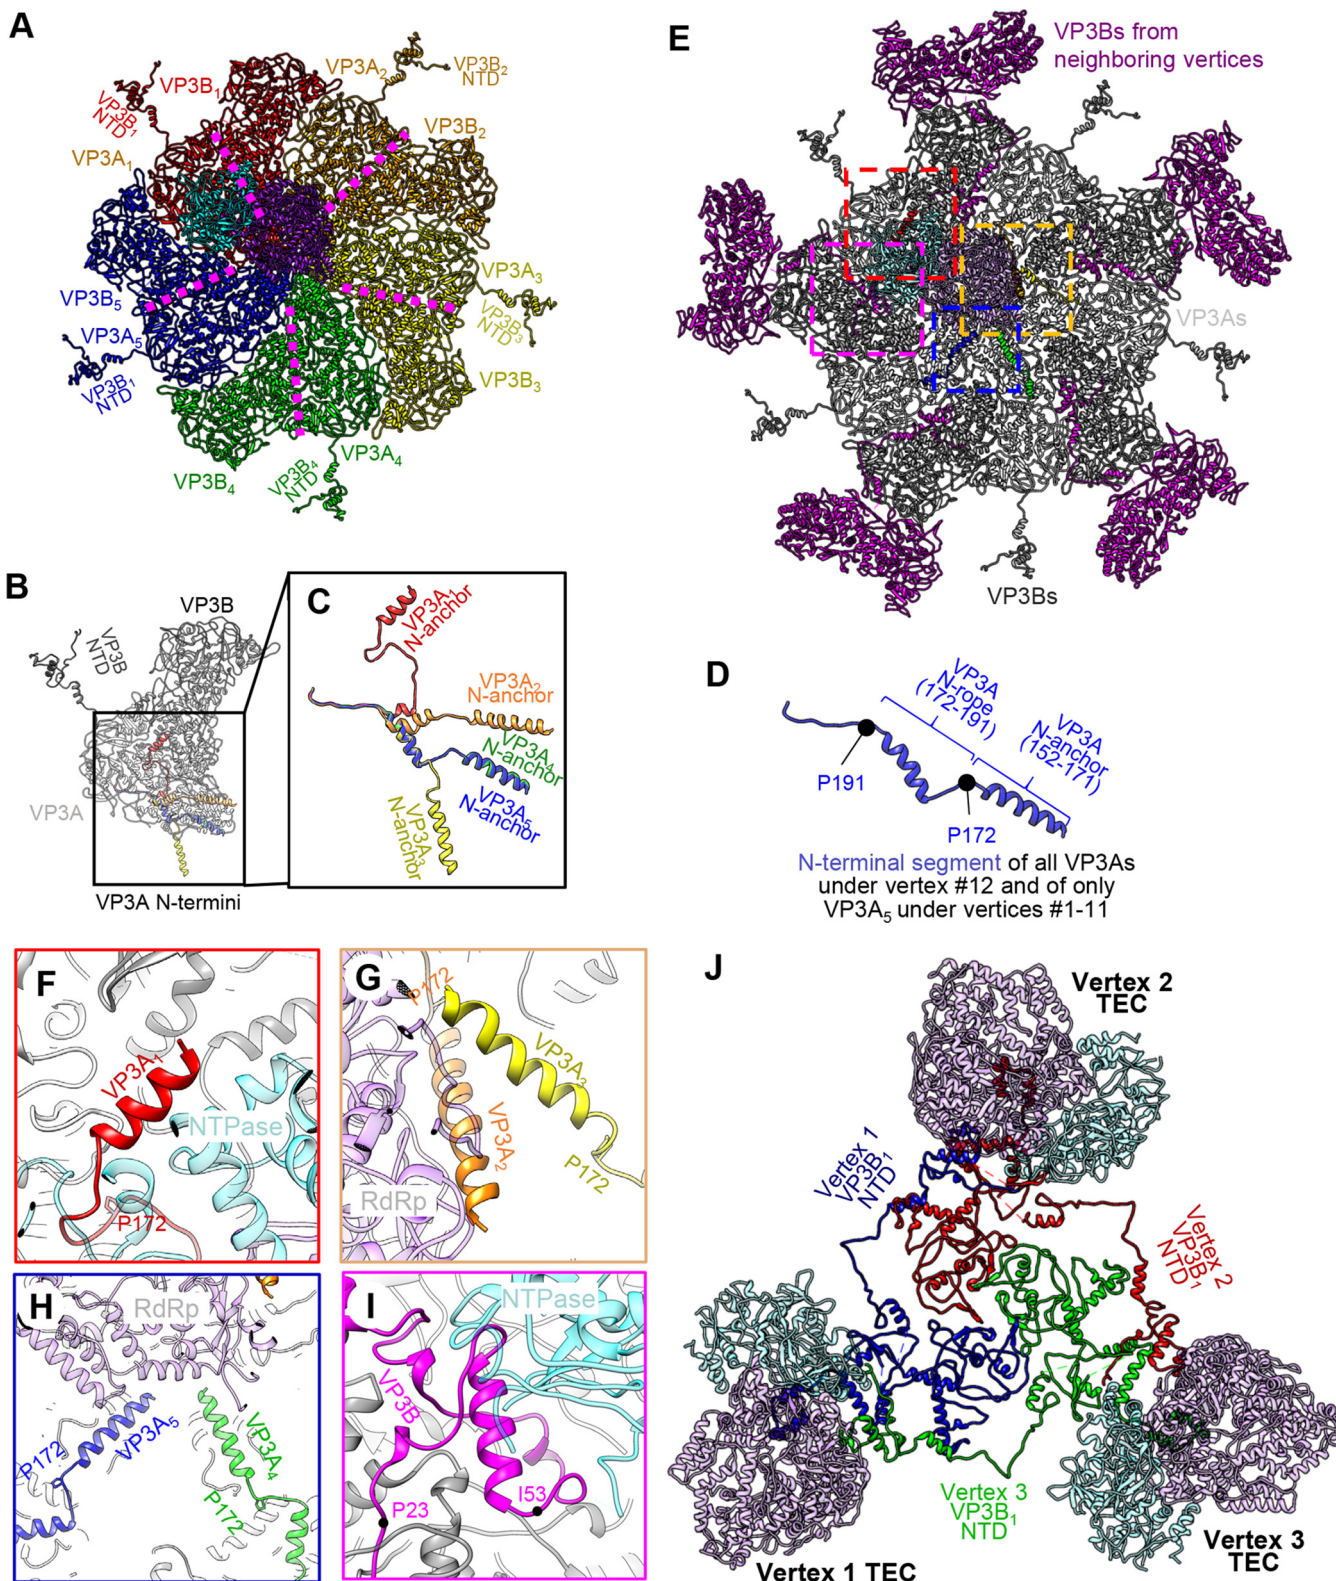 A
VP3B1
NTD
VP3B1
VP3A1
VP3A2
VP3B2
NTD
VP3B2
VP3A3
VP3B3
NTD
VP3B3
VP3B5
VP3A5
VP3B1
NTD
VP3B4
VP3B4
NTD
VP3A4
E
VP3Bs from
neighboring vertices
VP3As
VP3Bs
B
VP3B
VP3B
NTD
VP3A
VP3A N-termini
C
VP3A1
N-anchor
VP3A2
N-anchor
VP3A4
N-anchor
VP3A5
N-anchor
VP3A3
N-anchor
D
VP3A
N-rope
(172-191)
VP3A
N-anchor
(152-171)
P191
P172
N-terminal segment of all VP3As
under vertex #12 and of only
VP3A5 under vertices #1-11
F
VP3A1
NTPase
P172
G
P172
VP3A3
VP3A2
P172
RdRp
H
RdRp
P172
VP3A5
VP3A4
P172
I
NTPase
VP3B
P23
I53
J
Vertex 2
TEC
Vertex 1
VP3B1
NTD
Vertex 2
VP3B1
NTD
Vertex 3
VP3B1
NTD
Vertex 1 TEC
Vertex 3
TEC